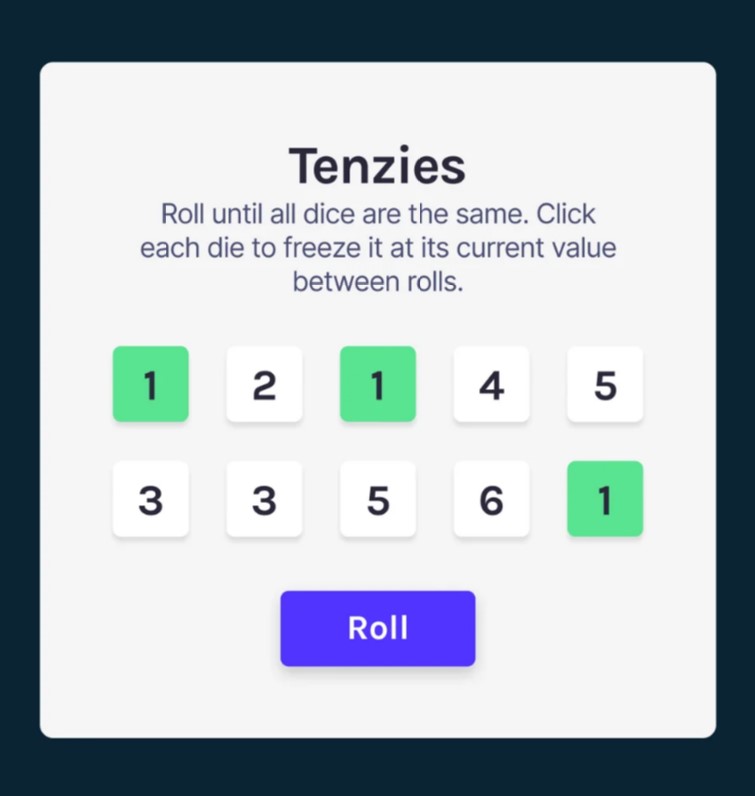 Tenzies
Roll until all dice are the same. Click
each die to freeze it at its current value
between rolls.
1 2 1 4 5
3 3 5 6 1
Roll